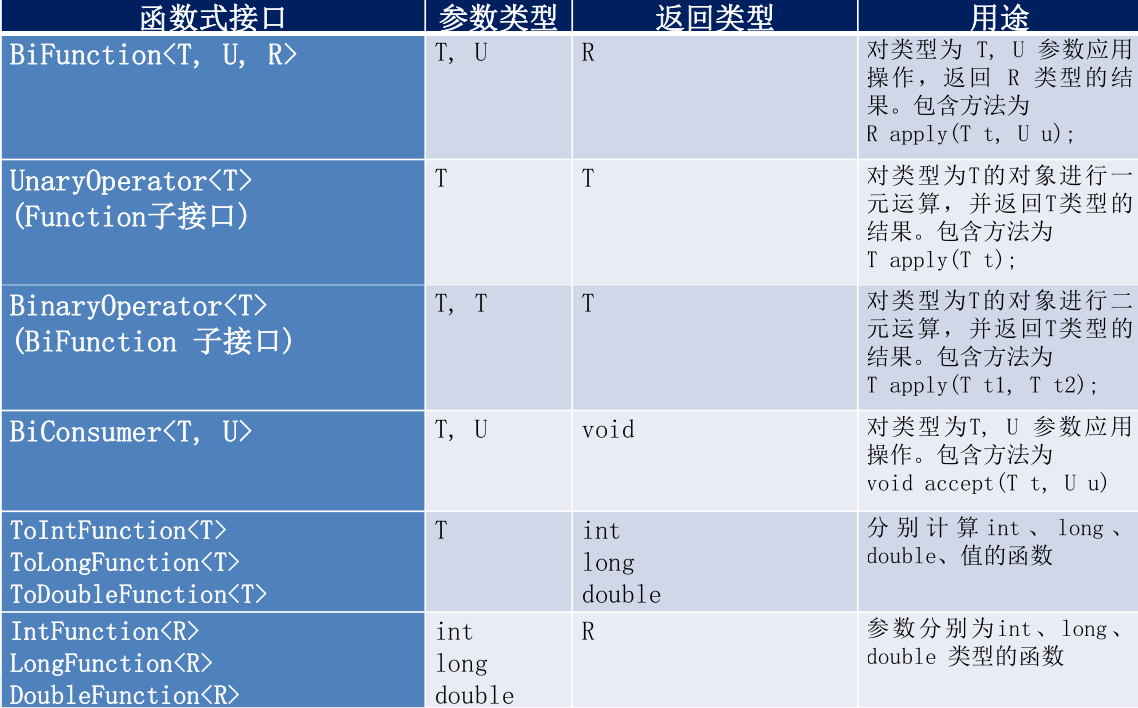 函数式接口 参数类型 返回类型 用途
BiFunction<T, U, R> T, U R 对类型为 T, U 参数应用
操作，返回 R 类型的结
果。包含方法为
R apply(T t, U u);
UnaryOperator<T> T T 对类型为T的对象进行一
(Function子接口) 元运算，并返回T类型的
结果。包含方法为
T apply(T t);
BinaryOperator<T> T, T T 对类型为T的对象进行二
(BiFunction 子接口) 元运算，并返回T类型的
结果。包含方法为
T apply(T t1, T t2);
BiConsumer<T, U> T, U void 对类型为T, U 参数应用
操作。包含方法为
void accept(T t, U u)
ToIntFunction<T> T int 分别计算int、long、
ToLongFunction<T> long double、值的函数
ToDoubleFunction<T> double
IntFunction<R> int R 参数分别为int、long、
LongFunction<R> long double 类型的函数
DoubleFunction<R> double